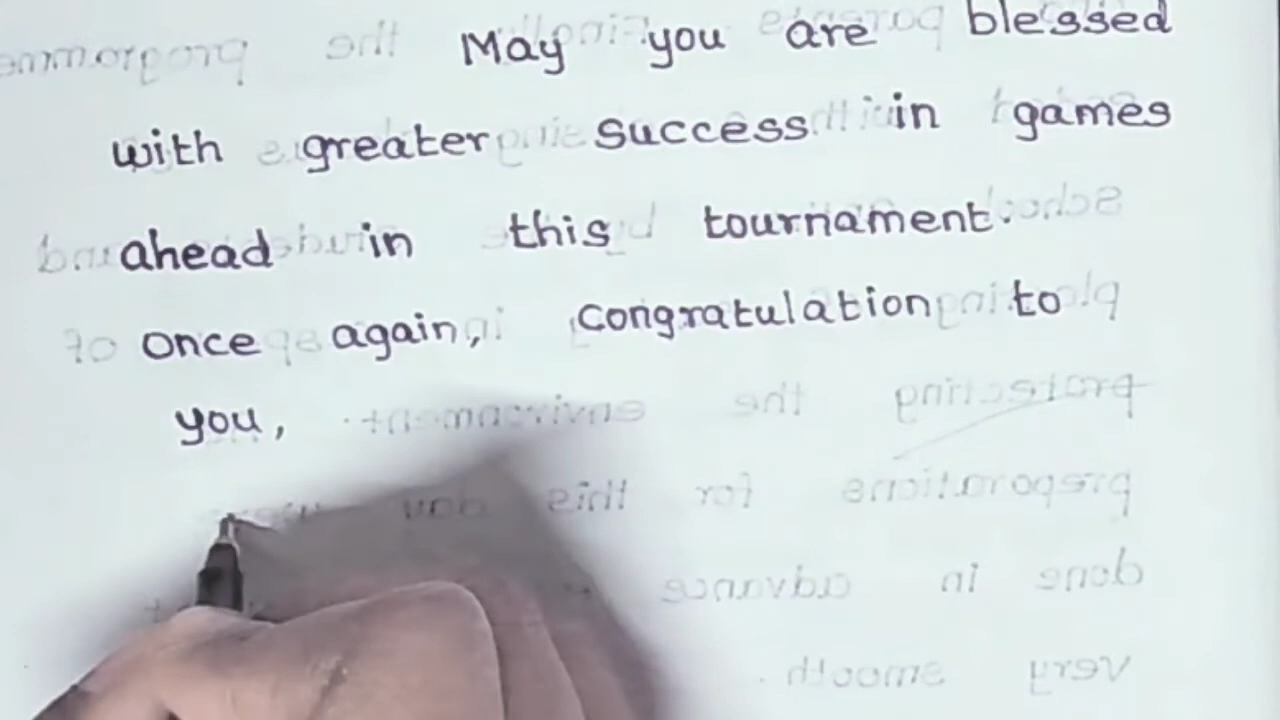 May you are blessed
with greater success in games
ahead in this tournament.
once again, congratulation to
you,